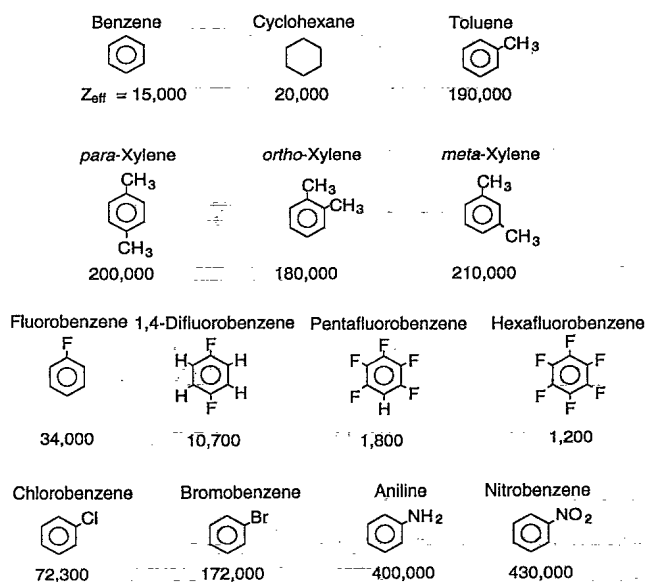 Benzene Cyclohexane Toluene
CH3
Zeff = 15,000 20,000 190,000
para-Xylene ortho-Xylene meta-Xylene
CH3 CH3 CH3
CH3
CH3 CH3
200,000 180,000 210,000
Fluorobenzene 1,4-Difluorobenzene Pentafluorobenzene Hexafluorobenzene
F F F F
H H F F F F
H H F F F F
F H F
34,000 10,700 1,800 1,200
Chlorobenzene Bromobenzene Aniline Nitrobenzene
Cl Br NH2 NO2
72,300 172,000 400,000 430,000